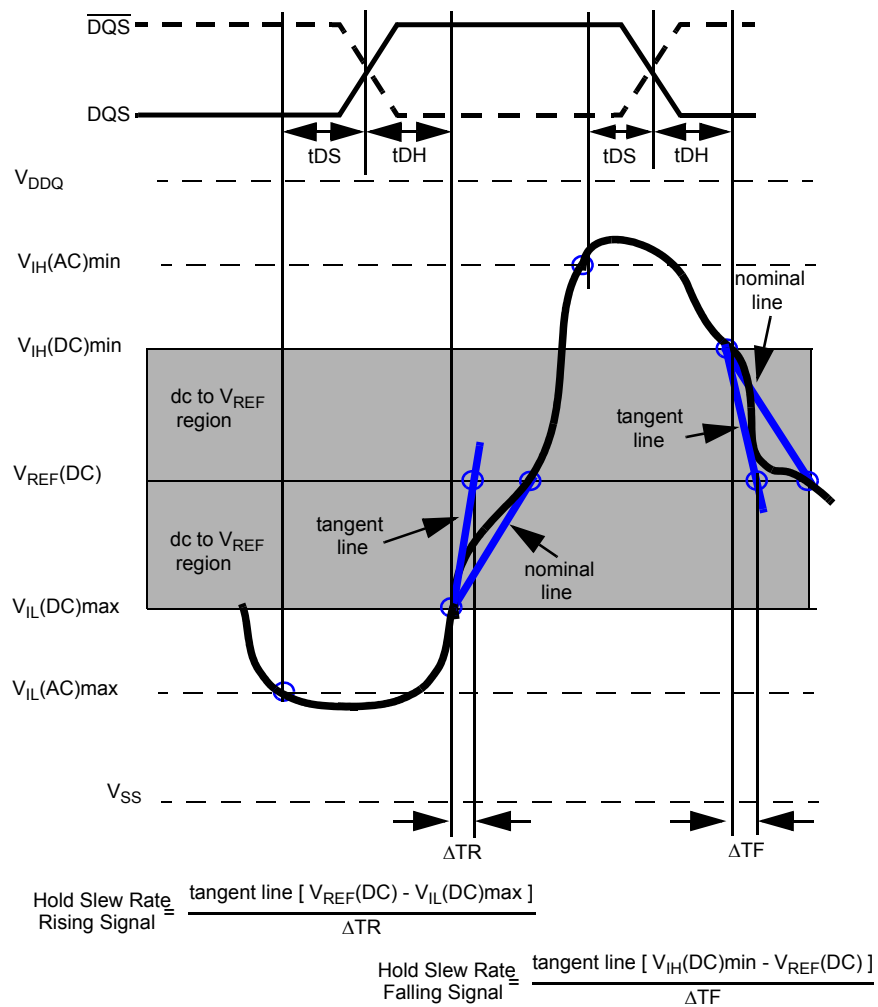 DQS
DQS
tDS
tDH
tDS
tDH
VDDQ
VIH(AC)min
nominal
line
VIH(DC)min
dc to VREF
region
tangent
line
VREF(DC)
tangent
line
dc to VREF
region
nominal
line
VIL(DC)max
VIL(AC)max
VSS
ΔTR
ΔTF
Hold Slew Rate
Rising Signal
=
tangent line [ VREF(DC) - VIL(DC)max ]
ΔTR
Hold Slew Rate
Falling Signal
=
tangent line [ VIH(DC)min - VREF(DC) ]
ΔTF